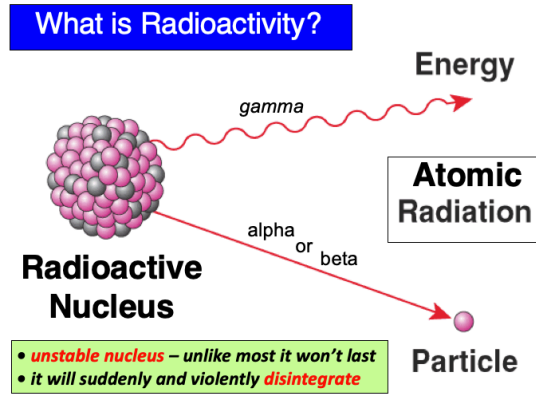 What is Radioactivity?
Energy
gamma
Atomic
Radiation
alpha
or
beta
Radioactive
Nucleus
Particle
• unstable nucleus – unlike most it won't last
• it will suddenly and violently disintegrate